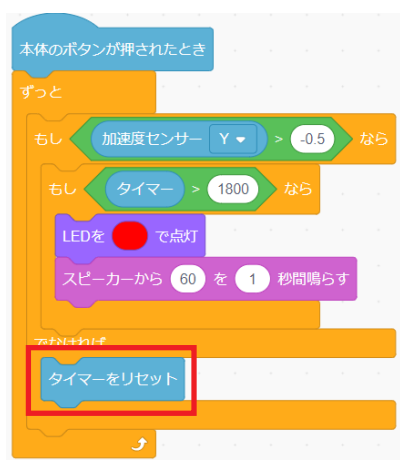 本体のボタンが押されたとき
ずっと
もし 加速度センサー Y > -0.5 なら
もし タイマー > 1800 なら
LEDを で点灯
スピーカーから 60 を 1 秒間鳴らす
でなければ
タイマーをリセット